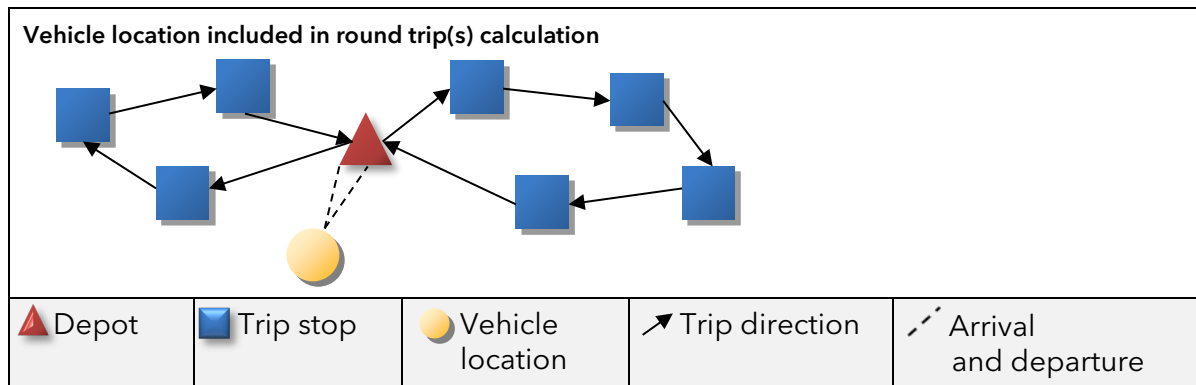 Vehicle location included in round trip(s) calculation
Depot
Trip stop
Vehicle
location
Trip direction
Arrival
and departure